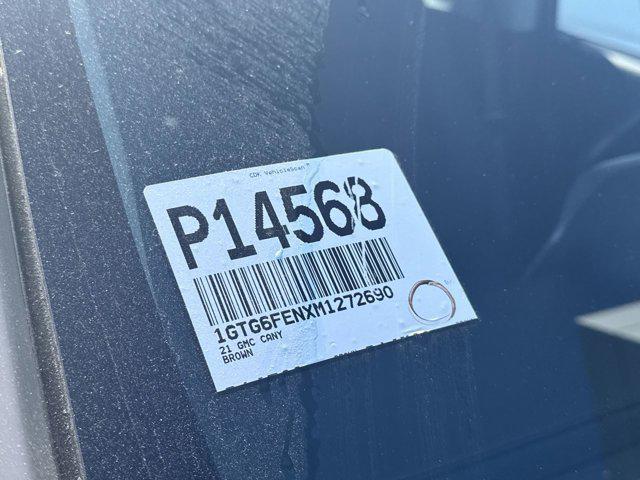 CDK VehicleScan™
P14568
1GTG6FENXM1272690
21 GMC CANY
BROWN